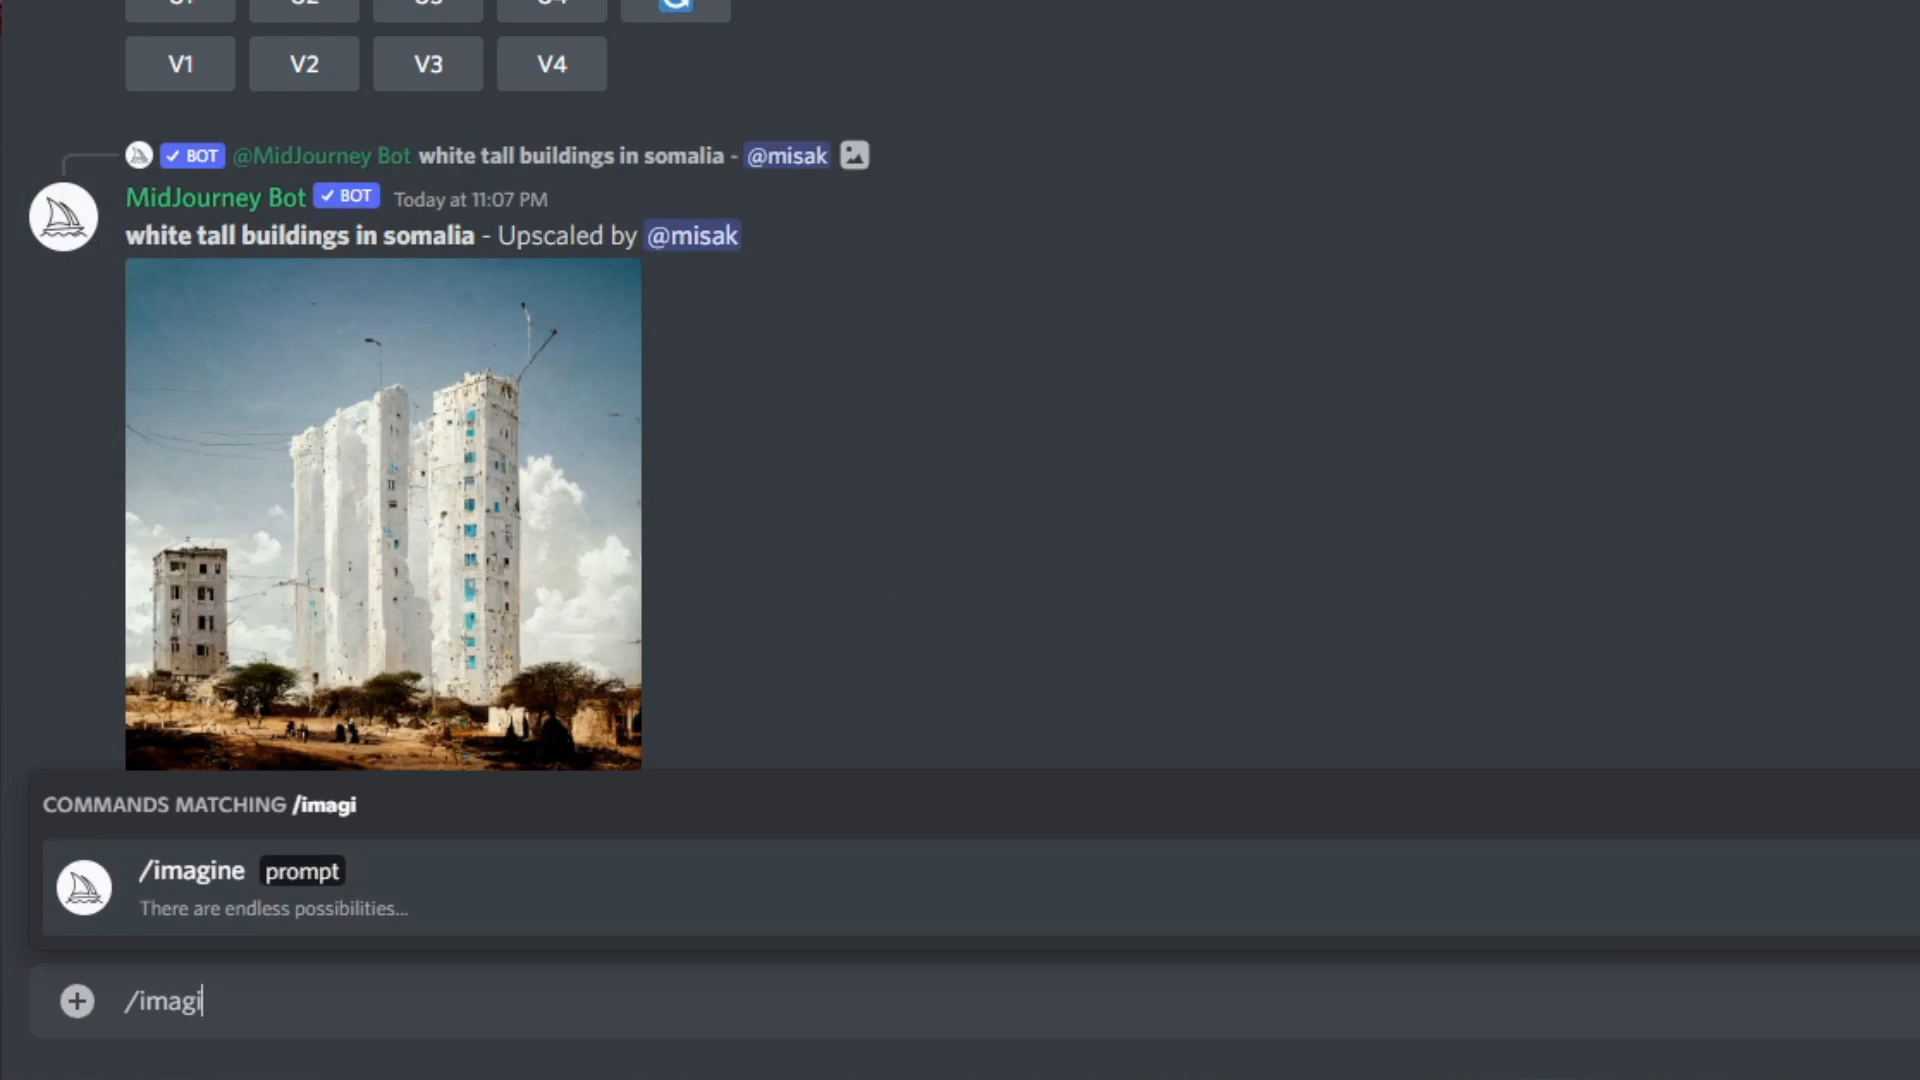 V1 V2 V3 V4
BOT @MidJourney Bot white tall buildings in somalia - @misak
MidJourney Bot BOT Today at 11:07 PM
white tall buildings in somalia - Upscaled by @misak
COMMANDS MATCHING /imagi
/imagine prompt
There are endless possibilities...
/imagi